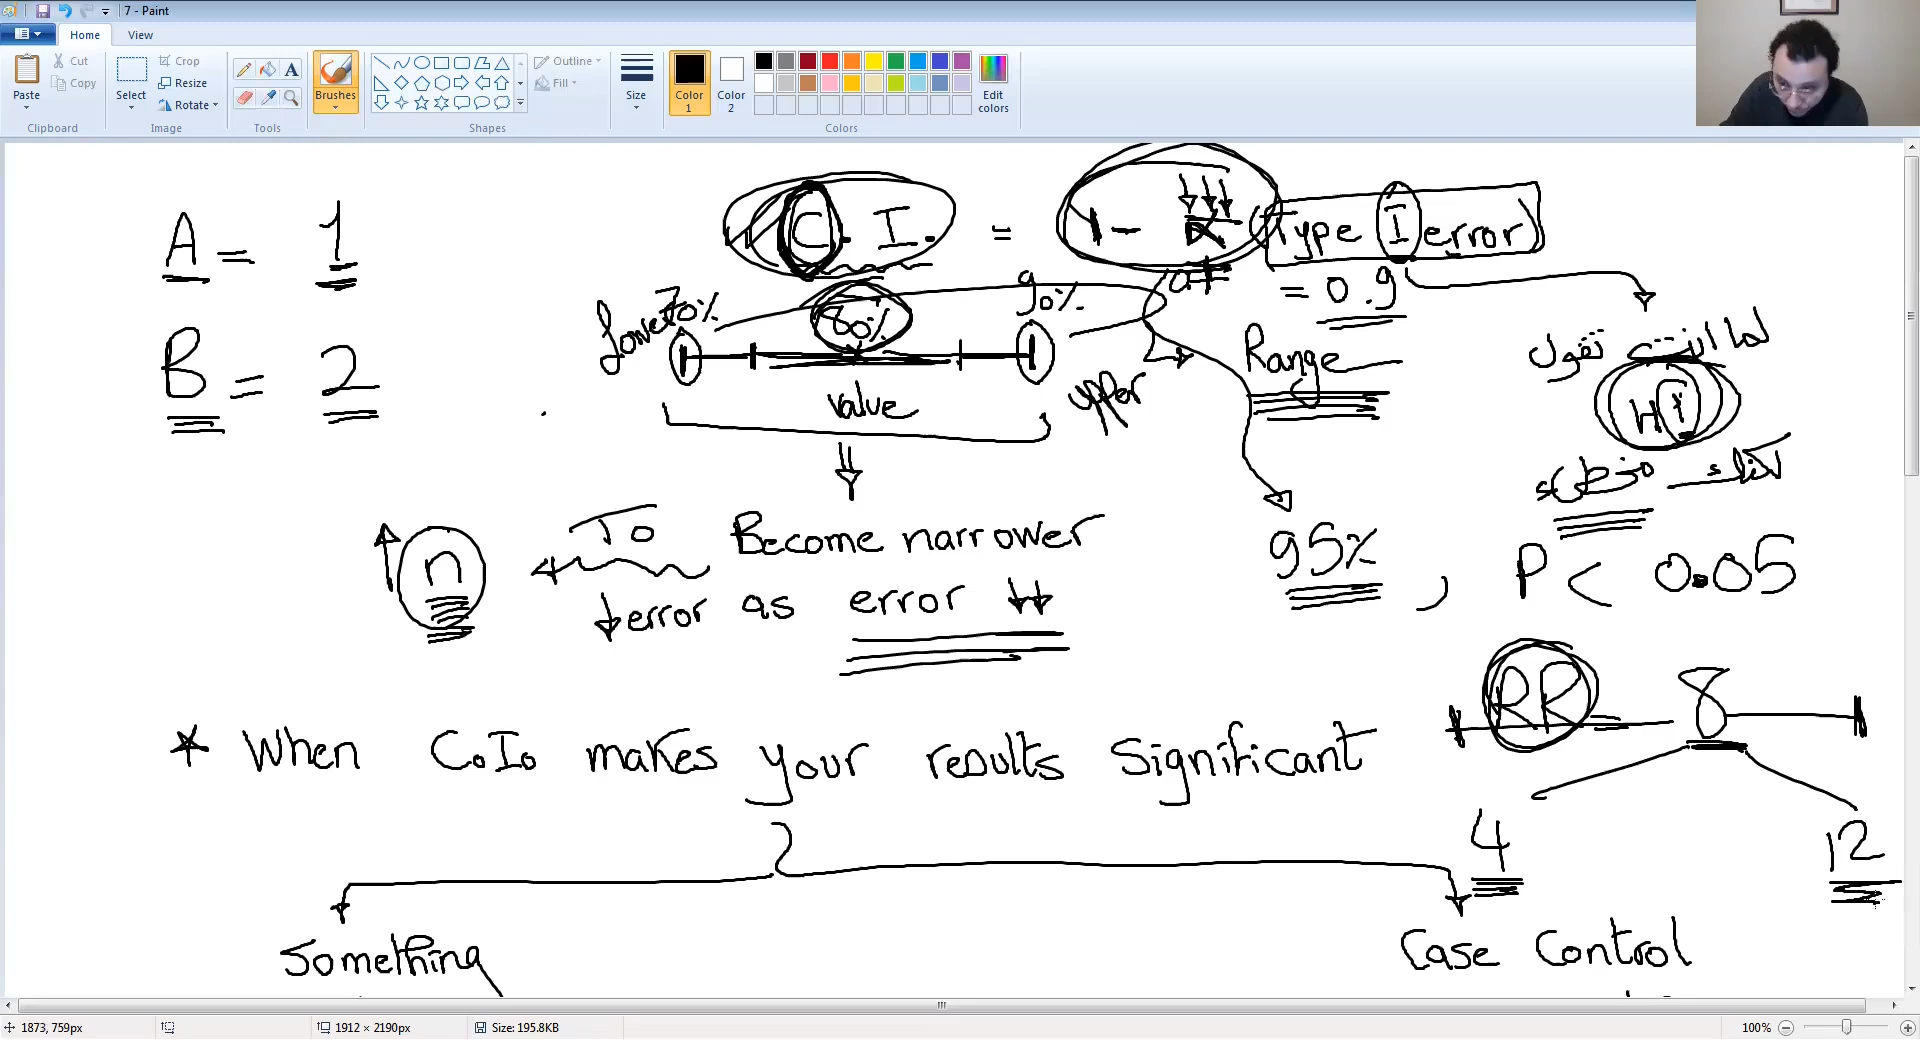 7 - Paint
Home View
Paste Cut Copy Clipboard
Select Crop Resize Rotate Image
Tools
Brushes
Outline Fill Shapes
Size
Color 1 Color 2 Edit colors Colors
A = 1
C. I. = 1 - α (Type I error)
= 0.9
B = 2
Lower 70% 80% 90%
value upper
Range
لما انت تقول
H1
n To Become narrower
↓ error as error ↓↓
95% , P < 0.05
RR 8
4 12
* When C.I. makes your results significant
Something Case Control
1873, 759px 1912 × 2190px Size: 195.8KB 100%